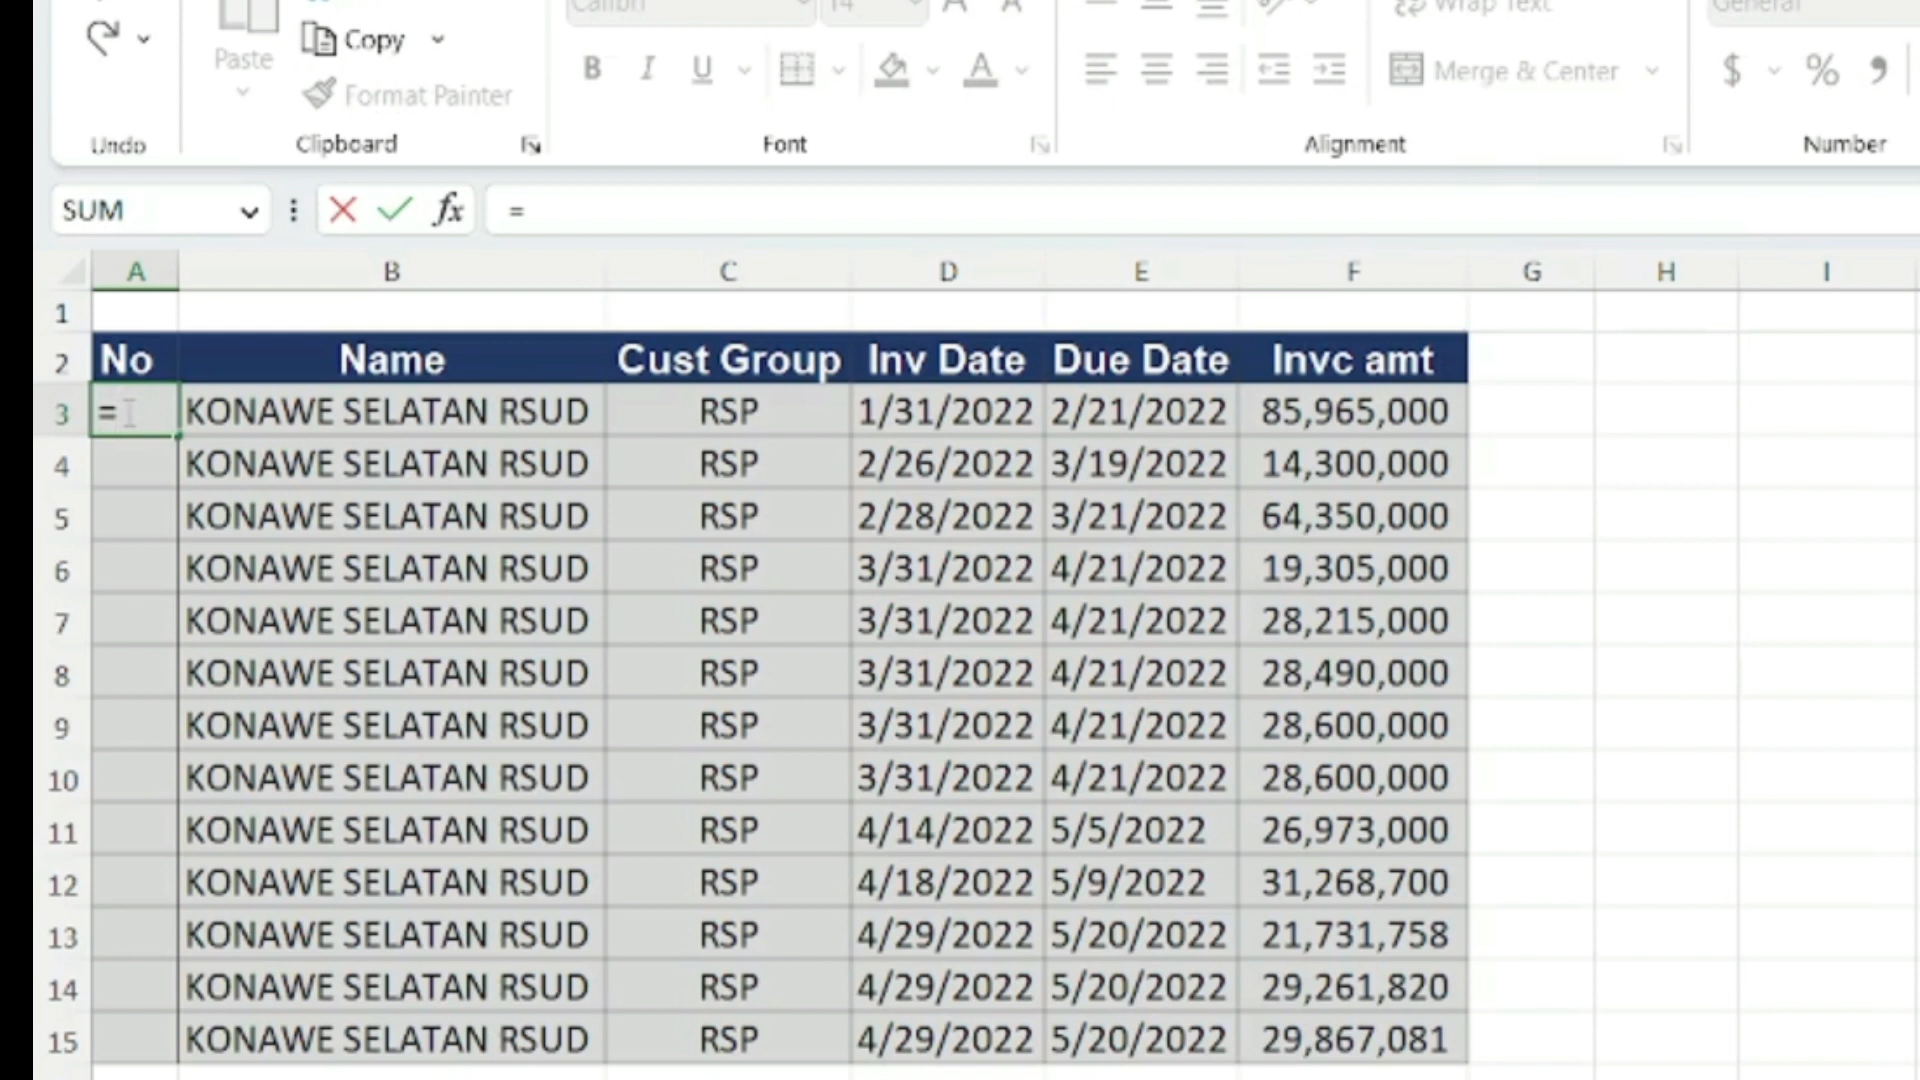 Calibri 14 Wrap Text General
Paste Copy B I U A Merge & Center $ % ,
Format Painter
Undo Clipboard Font Alignment Number
SUM fx =
A B C D E F G H I
1
2 No Name Cust Group Inv Date Due Date Invc amt
3 = KONAWE SELATAN RSUD RSP 1/31/2022 2/21/2022 85,965,000
4 KONAWE SELATAN RSUD RSP 2/26/2022 3/19/2022 14,300,000
5 KONAWE SELATAN RSUD RSP 2/28/2022 3/21/2022 64,350,000
6 KONAWE SELATAN RSUD RSP 3/31/2022 4/21/2022 19,305,000
7 KONAWE SELATAN RSUD RSP 3/31/2022 4/21/2022 28,215,000
8 KONAWE SELATAN RSUD RSP 3/31/2022 4/21/2022 28,490,000
9 KONAWE SELATAN RSUD RSP 3/31/2022 4/21/2022 28,600,000
10 KONAWE SELATAN RSUD RSP 3/31/2022 4/21/2022 28,600,000
11 KONAWE SELATAN RSUD RSP 4/14/2022 5/5/2022 26,973,000
12 KONAWE SELATAN RSUD RSP 4/18/2022 5/9/2022 31,268,700
13 KONAWE SELATAN RSUD RSP 4/29/2022 5/20/2022 21,731,758
14 KONAWE SELATAN RSUD RSP 4/29/2022 5/20/2022 29,261,820
15 KONAWE SELATAN RSUD RSP 4/29/2022 5/20/2022 29,867,081